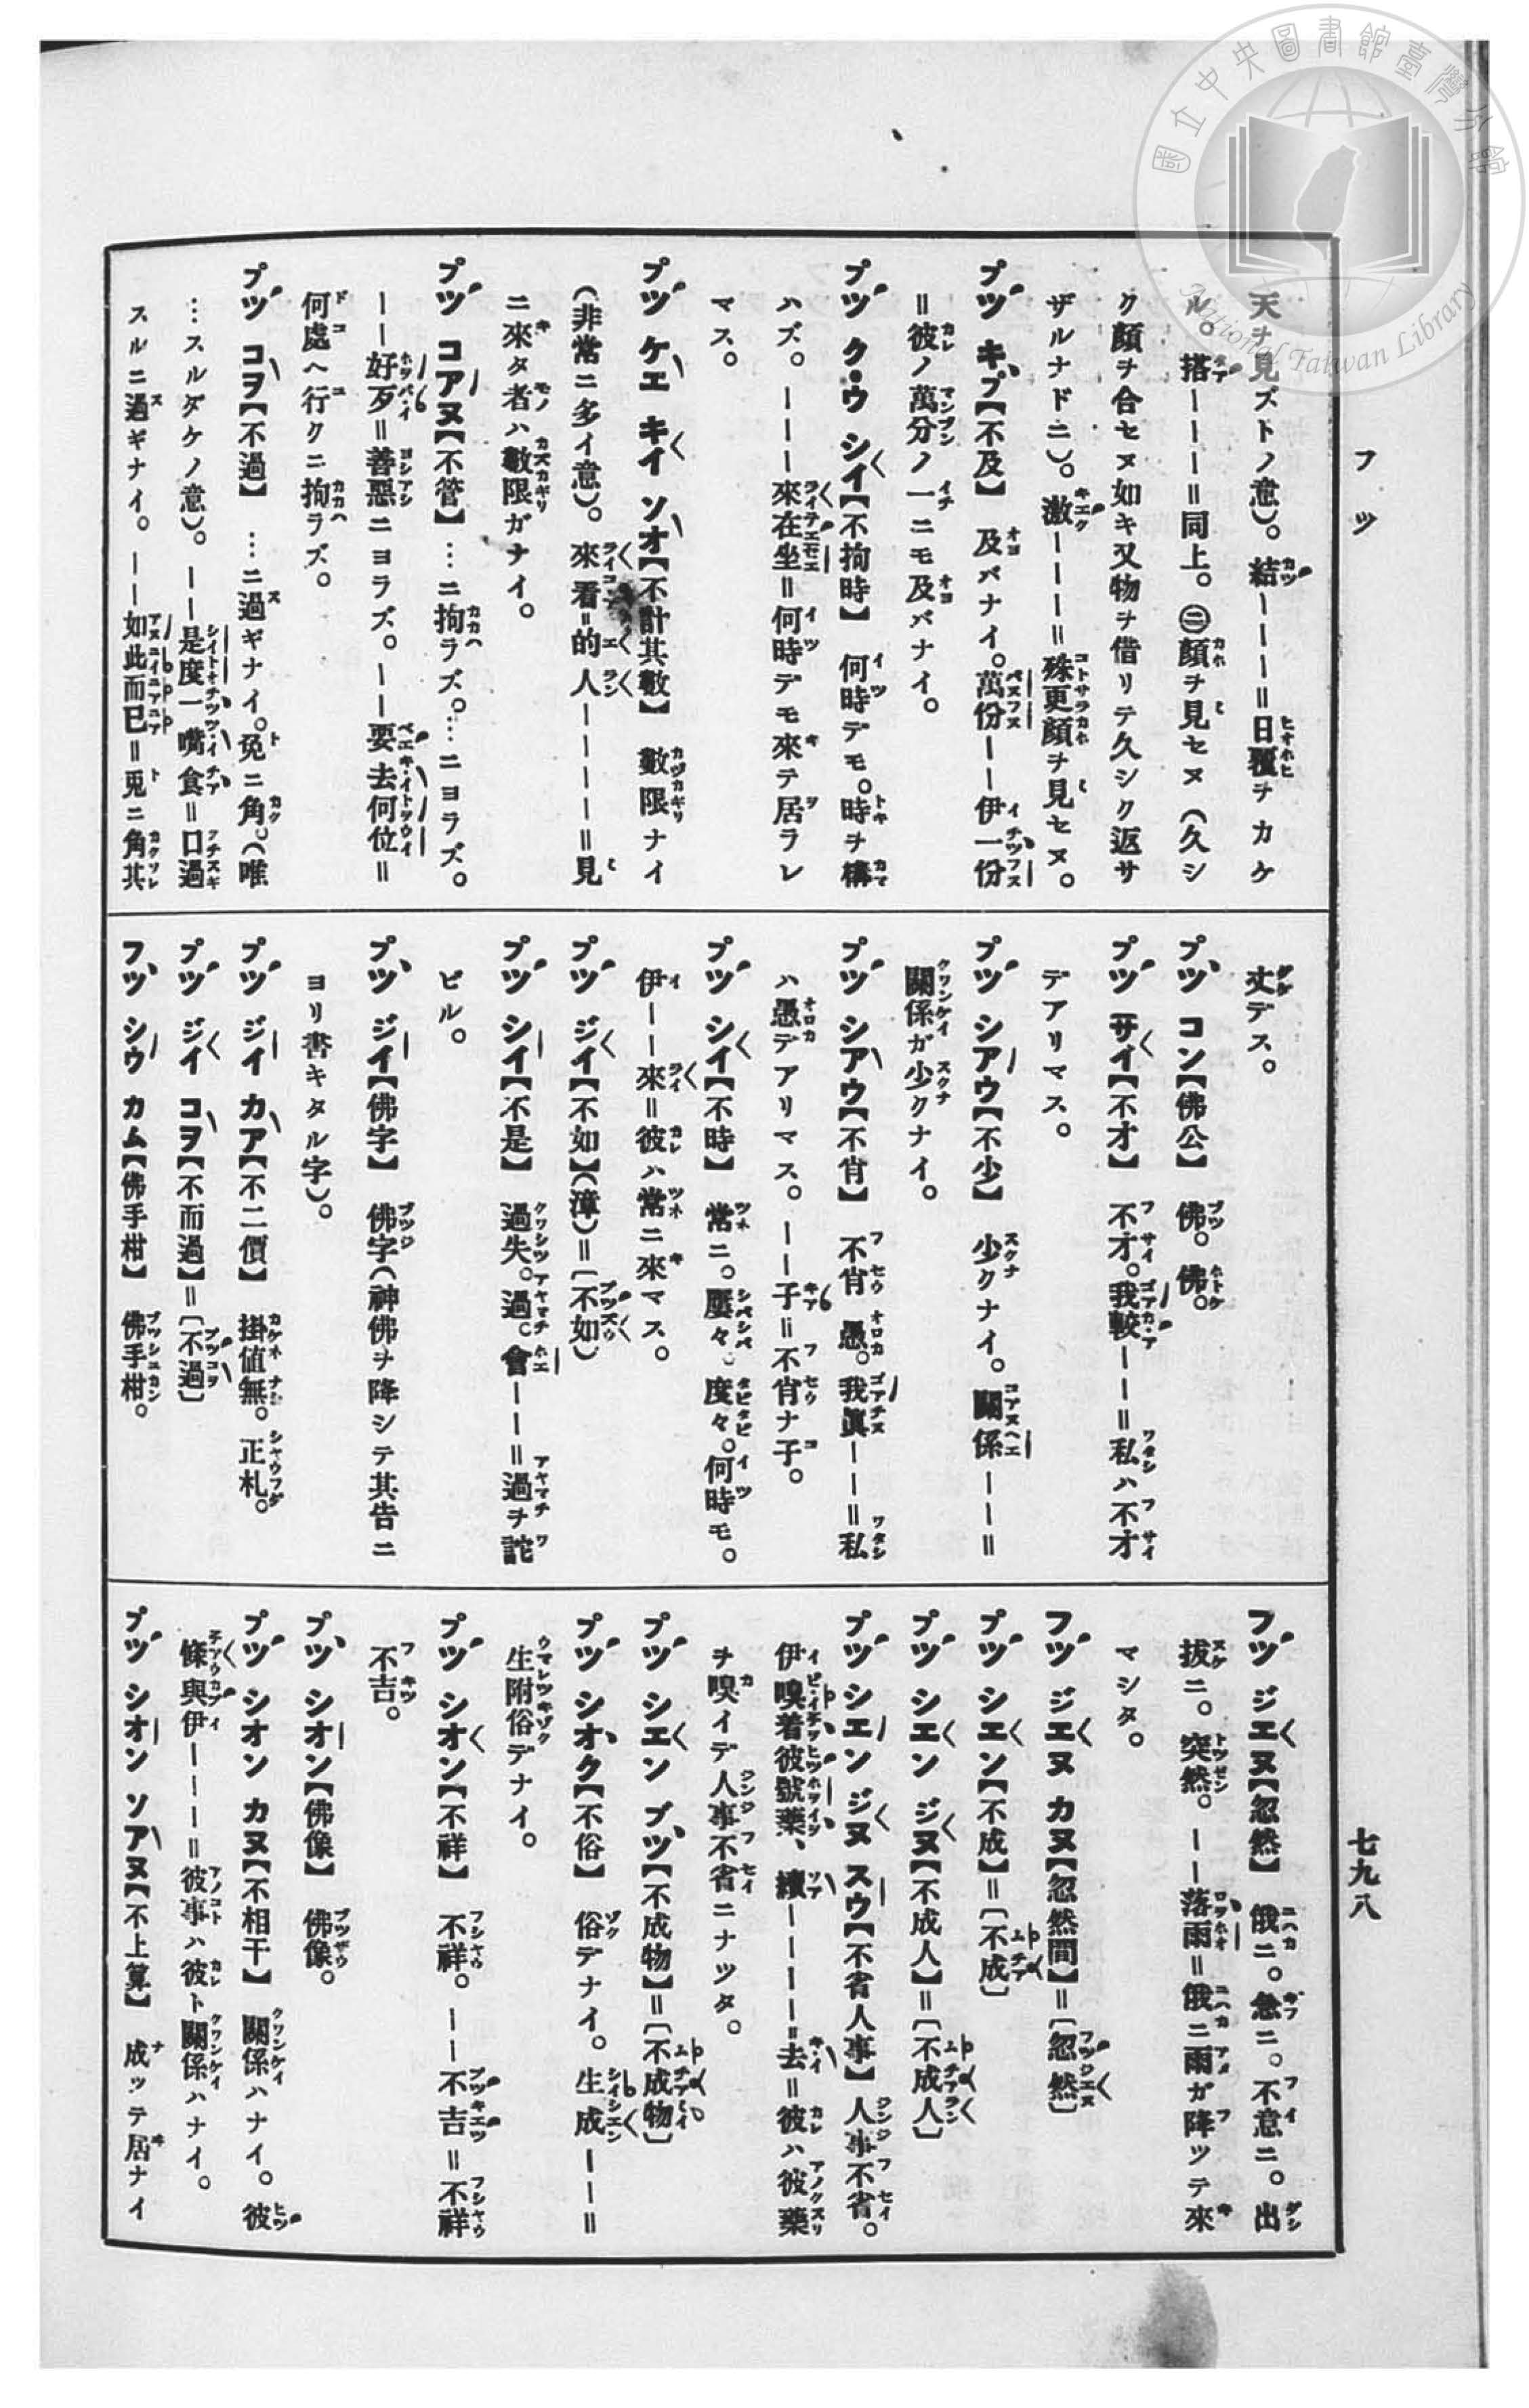 フツ
七九八
天ヲ見ズトノ意）。結｜｜｜＝日覆ヲカケ
ル。搭｜｜｜＝同上。㊁顏ヲ見セヌ（久シ
ク顏ヲ合セヌ如キ又物ヲ借リテ久シク返サ
ザルナドニ）。激｜｜｜＝殊更顏ヲ見セヌ。
プツ キプ【不及】 及バナイ。萬份｜｜伊一份
＝彼ノ萬分ノ一ニモ及バナイ。
プツ ク・ウ シイ【不拘時】 何時デモ。時ヲ構
ハズ。｜｜｜來在坐＝何時デモ來テ居ラレ
マス。
プツ ケエ キイ ソオ【不計其數】 數限ナイ
（非常ニ多イ意）。來看＝的人｜｜｜｜＝見
ニ來タ者ハ數限ガナイ。
プツ コアヌ【不管】 …ニ拘ラズ。…ニヨラズ。
｜｜好歹＝善惡ニヨラズ。｜｜要去何位＝
何處ヘ行クニ拘ラズ。
プツ コヲ【不過】 …ニ過ギナイ。兔ニ角。（唯
…スルダケノ意）。｜｜是度一嘴食＝口過
スルニ過ギナイ。｜｜如此而已＝兎ニ角其
丈デス。
プツ コン【佛公】 佛。佛。
プツ サイ【不才】 不才。我較｜｜＝私ハ不才
デアリマス。
プツ シアウ【不少】 少クナイ。關係｜｜＝
關係ガ少クナイ。
プツ シアウ【不肖】 不肖 愚。我眞｜｜＝私
ハ愚デアリマス。｜｜子＝不肖ナ子。
プツ シイ【不時】 常ニ。屢々。度々。何時モ。
伊｜｜來＝彼ハ常ニ來マス。
プツ ジイ【不如】（漳）＝〔不如〕
プツ シイ【不是】 過失。過。會｜｜＝過ヲ詫
ビル。
プツ ジイ【佛字】 佛字（神佛ヲ降シテ其告ニ
ヨリ書キタル字）。
プツ ジイ カア【不二價】 掛値無。正札。
プツ ジイ コヲ【不而過】＝〔不過〕
フツ シウ カム【佛手柑】 佛手柑。
フツ ジエヌ【忽然】 俄ニ。急ニ。不意ニ。出
拔ニ。突然。｜｜落雨＝俄ニ雨ガ降ツテ來
マシタ。
フツ ジエヌ カヌ【忽然間】＝〔忽然〕
プツ シエン【不成】＝〔不成〕
プツ シエン ジヌ【不成人】＝〔不成人〕
プツ シエン ジヌ スウ【不省人事】 人事不省。
伊嗅着彼號藥、續｜｜｜｜＝去＝彼ハ彼藥
ヲ嗅イデ人事不省ニナツタ。
プツ シエン ブツ【不成物】＝〔不成物〕
プツ シオク【不俗】 俗デナイ。生成｜｜＝
生附俗デナイ。
プツ シオン【不祥】 不祥。｜｜不吉＝不祥
不吉。
プツ シオン【佛像】 佛像。
プツ シオン カヌ【不相干】 關係ハナイ。彼
條與伊｜｜｜＝彼事ハ彼ト關係ハナイ。
プツ シオン ソアヌ【不上算】 成ッテ居ナイ
國立中央圖書館臺灣分館
National Taiwan Library